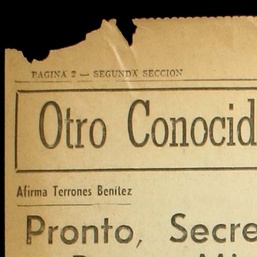 PAGINA 2 — SEGUNDA SECCION
Otro Conocid
Afirma Terrones Benítez
Pronto, Secre